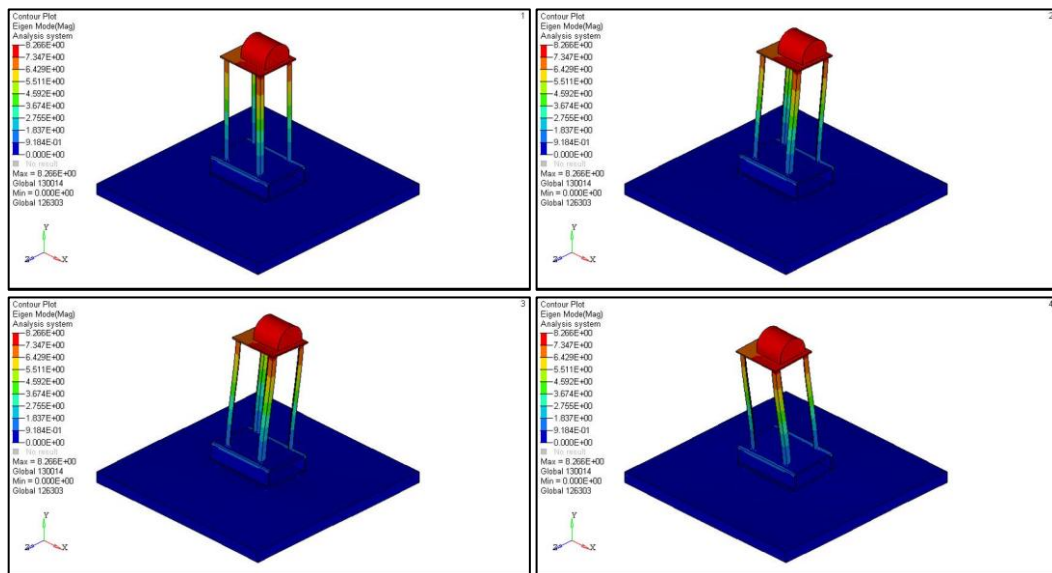 Contour Plot
Eigen Mode(Mag)
Analysis system
8.266E+00
7.347E+00
6.429E+00
5.511E+00
4.592E+00
3.674E+00
2.755E+00
1.837E+00
9.184E-01
0.000E+00
No result
Max = 8.266E+00
Global 130014
Min = 0.000E+00
Global 126303
Y
Z
X
1
Contour Plot
Eigen Mode(Mag)
Analysis system
8.266E+00
7.347E+00
6.429E+00
5.511E+00
4.592E+00
3.674E+00
2.755E+00
1.837E+00
9.184E-01
0.000E+00
No result
Max = 8.266E+00
Global 130014
Min = 0.000E+00
Global 126303
Y
Z
X
2
Contour Plot
Eigen Mode(Mag)
Analysis system
8.266E+00
7.347E+00
6.429E+00
5.511E+00
4.592E+00
3.674E+00
2.755E+00
1.837E+00
9.184E-01
0.000E+00
No result
Max = 8.266E+00
Global 130014
Min = 0.000E+00
Global 126303
Y
Z
X
3
Contour Plot
Eigen Mode(Mag)
Analysis system
8.266E+00
7.347E+00
6.429E+00
5.511E+00
4.592E+00
3.674E+00
2.755E+00
1.837E+00
9.184E-01
0.000E+00
No result
Max = 8.266E+00
Global 130014
Min = 0.000E+00
Global 126303
Y
Z
X
4